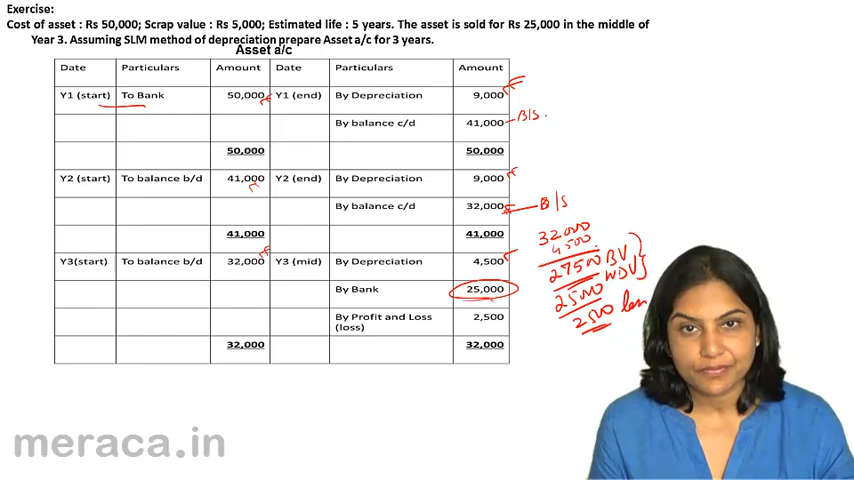 Exercise:
Cost of asset : Rs 50,000; Scrap value : Rs 5,000; Estimated life : 5 years. The asset is sold for Rs 25,000 in the middle of
Year 3. Assuming SLM method of depreciation prepare Asset a/c for 3 years.
Asset a/c
Date Particulars Amount Date Particulars Amount
Y1 (start) To Bank 50,000 Y1 (end) By Depreciation 9,000
By balance c/d 41,000 B/S
50,000 50,000
Y2 (start) To balance b/d 41,000 Y2 (end) By Depreciation 9,000
By balance c/d 32,000 B/S
41,000 41,000
Y3(start) To balance b/d 32,000 Y3 (mid) By Depreciation 4,500
By Bank 25,000
By Profit and Loss
(loss) 2,500
32,000 32,000
32000
4500
27500 BV
WDV
25000
2500 loss
meraca.in